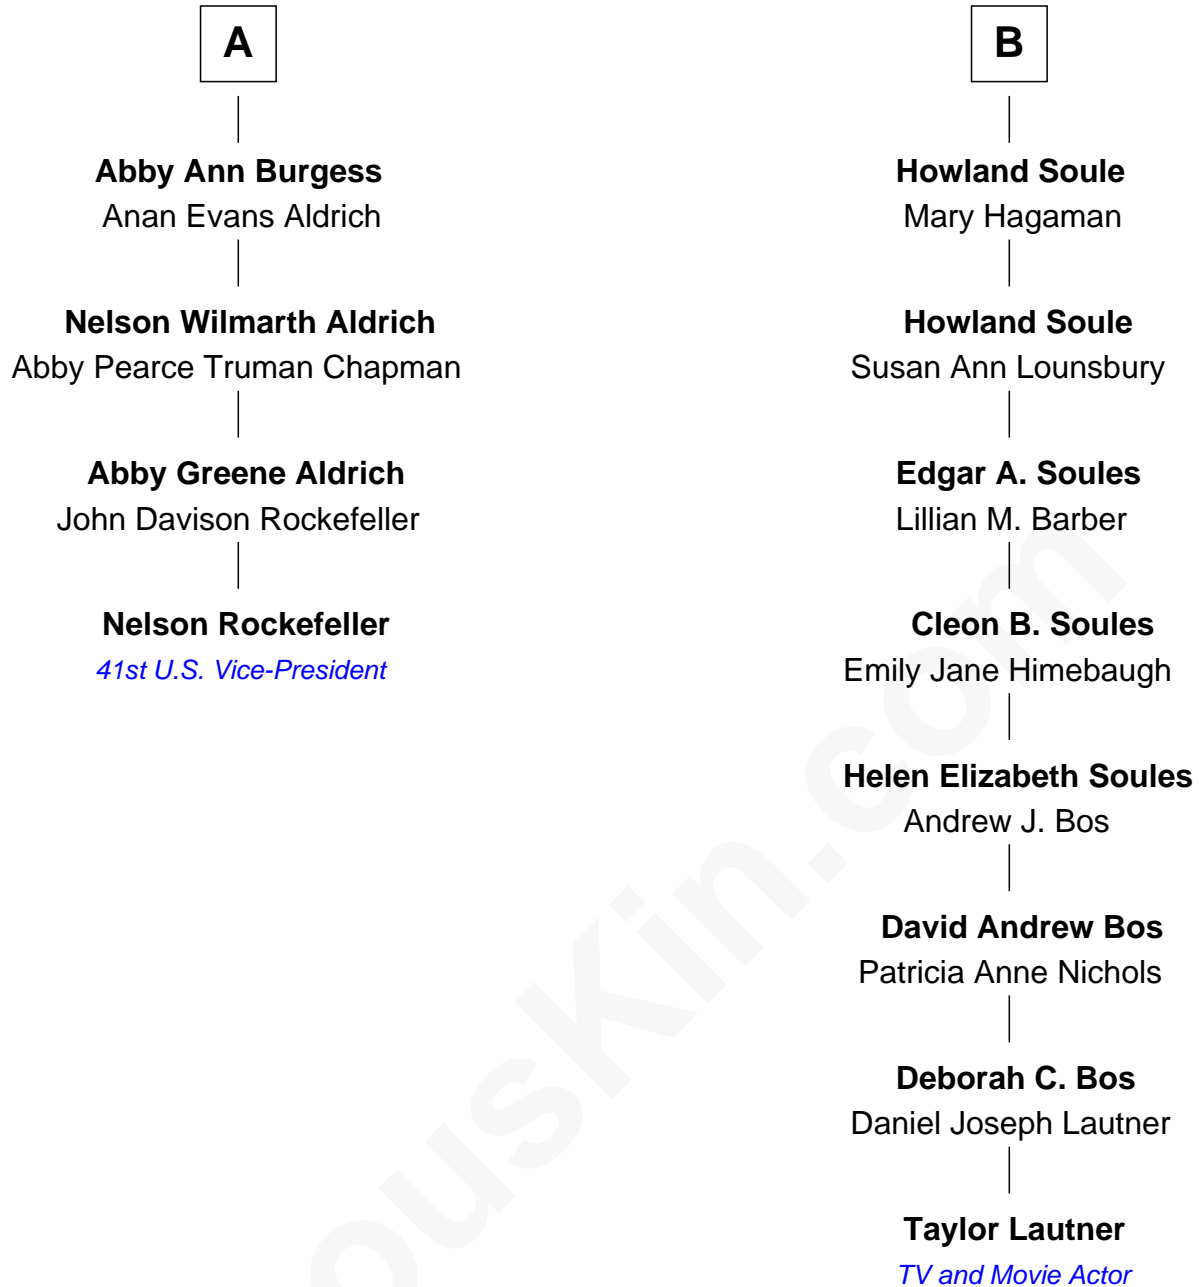 A
Abby Ann Burgess
Anan Evans Aldrich
Nelson Wilmarth Aldrich
Abby Pearce Truman Chapman
Abby Greene Aldrich
John Davison Rockefeller
Nelson Rockefeller
41st U.S. Vice-President
B
Howland Soule
Mary Hagaman
Howland Soule
Susan Ann Lounsbury
Edgar A. Soules
Lillian M. Barber
Cleon B. Soules
Emily Jane Himebaugh
Helen Elizabeth Soules
Andrew J. Bos
David Andrew Bos
Patricia Anne Nichols
Deborah C. Bos
Daniel Joseph Lautner
Taylor Lautner
TV and Movie Actor
ousKin.com